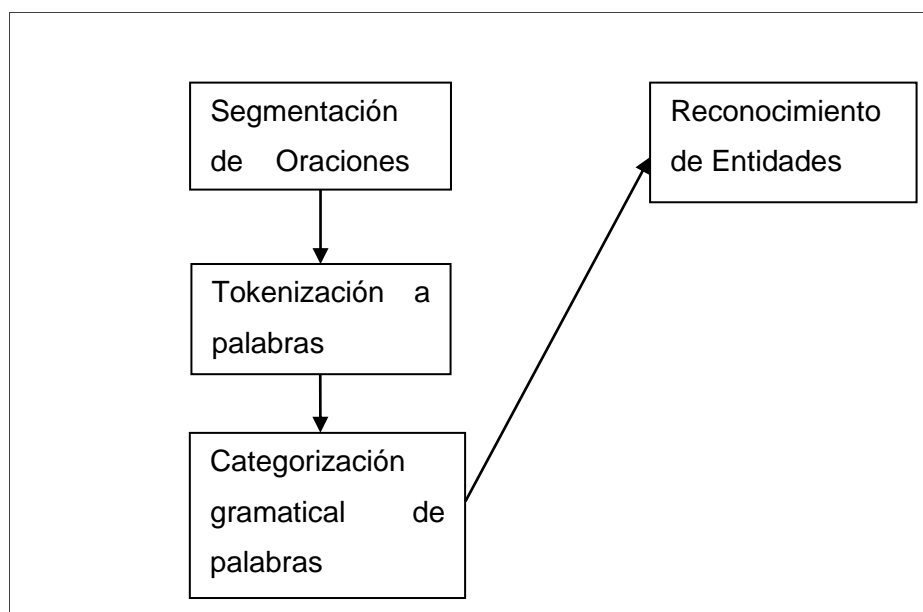 Segmentación
de Oraciones
Tokenización a
palabras
Categorización
gramatical de
palabras
Reconocimiento
de Entidades